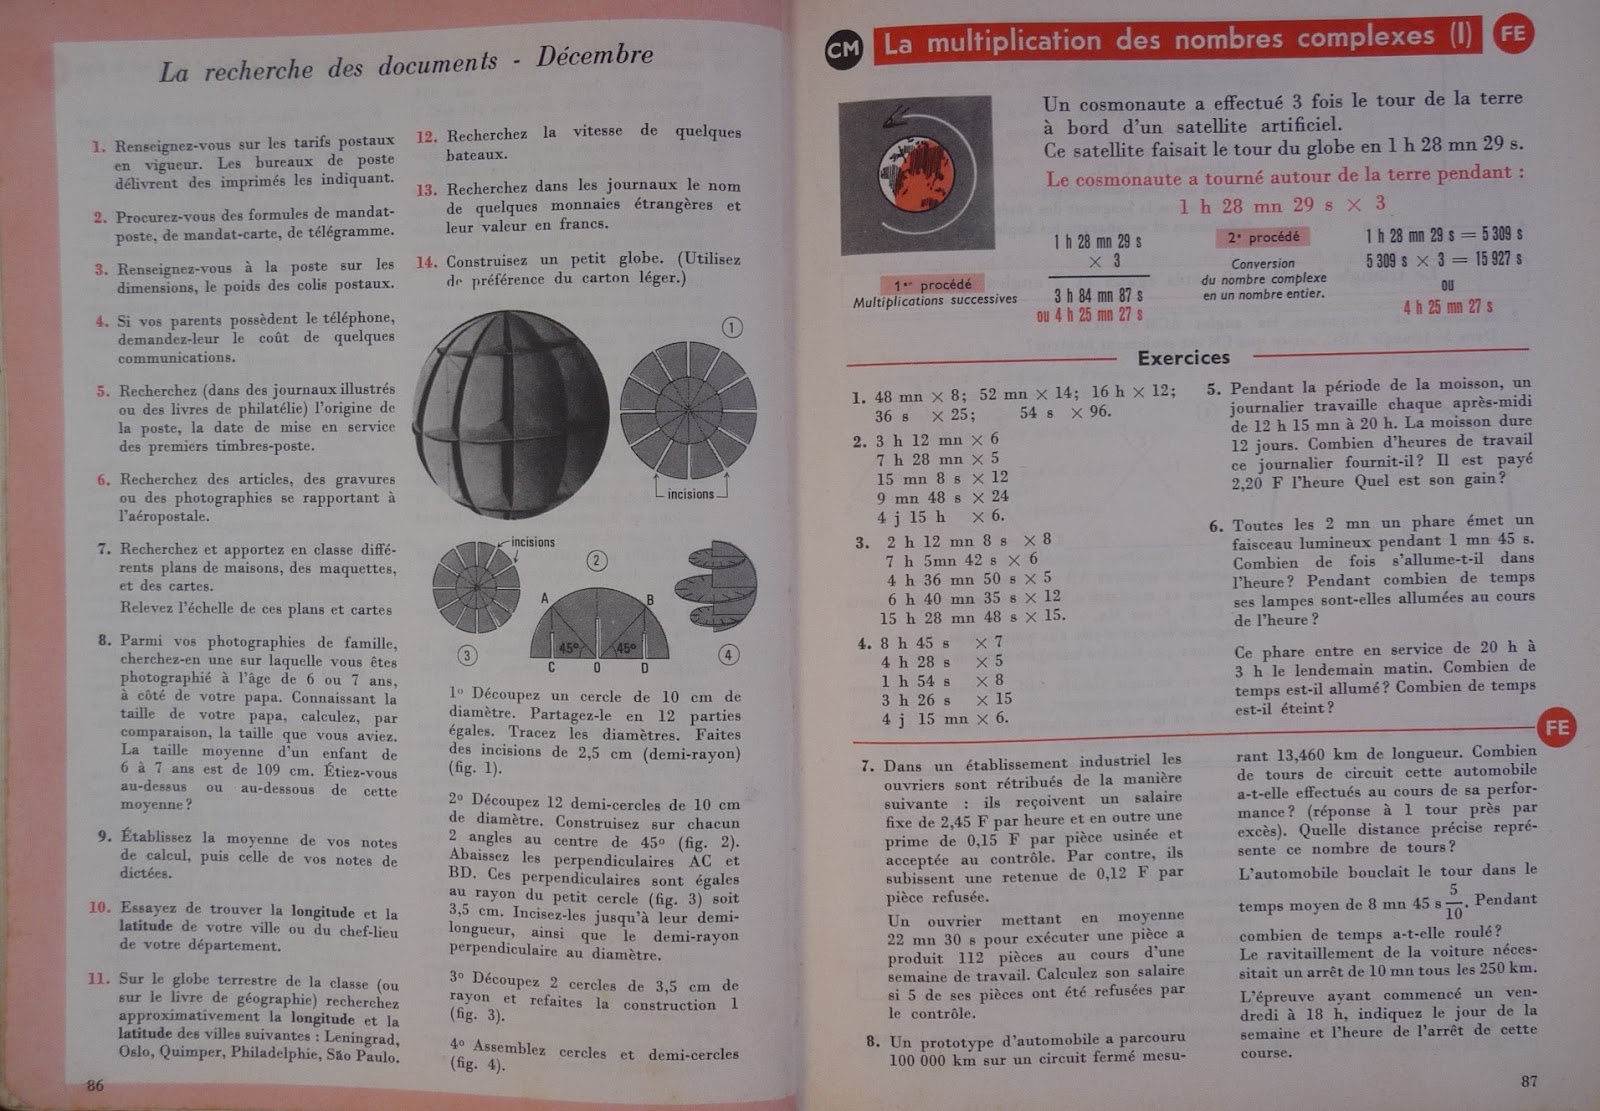 La recherche des documents - Décembre
1. Renseignez-vous sur les tarifs postaux
en vigueur. Les bureaux de poste
délivrent des imprimés les indiquant.
2. Procurez-vous des formules de mandat-
poste, de mandat-carte, de télégramme.
3. Renseignez-vous à la poste sur les
dimensions, le poids des colis postaux.
4. Si vos parents possèdent le téléphone,
demandez-leur le coût de quelques
communications.
5. Recherchez (dans des journaux illustrés
ou des livres de philatélie) l'origine de
la poste, la date de mise en service
des premiers timbres-poste.
6. Recherchez des articles, des gravures
ou des photographies se rapportant à
l'aéropostale.
7. Recherchez et apportez en classe diffé-
rents plans de maisons, des maquettes,
et des cartes.
Relevez l'échelle de ces plans et cartes
8. Parmi vos photographies de famille,
cherchez-en une sur laquelle vous êtes
photographié à l'âge de 6 ou 7 ans,
à côté de votre papa. Connaissant la
taille de votre papa, calculez, par
comparaison, la taille que vous aviez.
La taille moyenne d'un enfant de
6 à 7 ans est de 109 cm. Étiez-vous
au-dessus ou au-dessous de cette
moyenne?
9. Établissez la moyenne de vos notes
de calcul, puis celle de vos notes de
dictées.
10. Essayez de trouver la longitude et la
latitude de votre ville ou du chef-lieu
de votre département.
11. Sur le globe terrestre de la classe (ou
sur le livre de géographie) recherchez
approximativement la longitude et la
latitude des villes suivantes : Leningrad,
Oslo, Quimper, Philadelphie, São Paulo.
86
12. Recherchez la vitesse de quelques
bateaux.
13. Recherchez dans les journaux le nom
de quelques monnaies étrangères et
leur valeur en francs.
14. Construisez un petit globe. (Utilisez
de préférence du carton léger.)
1
incisions
incisions
2
A
B
45º
45º
C
O
D
3
4
1º Découpez un cercle de 10 cm de
diamètre. Partagez-le en 12 parties
égales. Tracez les diamètres. Faites
des incisions de 2,5 cm (demi-rayon)
(fig. 1).
2º Découpez 12 demi-cercles de 10 cm
de diamètre. Construisez sur chacun
2 angles au centre de 45º (fig. 2).
Abaissez les perpendiculaires AC et
BD. Ces perpendiculaires sont égales
au rayon du petit cercle (fig. 3) soit
3,5 cm. Incisez-les jusqu'à leur demi-
longueur, ainsi que le demi-rayon
perpendiculaire au diamètre.
3º Découpez 2 cercles de 3,5 cm de
rayon et refaites la construction 1
(fig. 3).
4º Assemblez cercles et demi-cercles
(fig. 4).
CM
La multiplication des nombres complexes (I)
FE
Un cosmonaute a effectué 3 fois le tour de la terre
à bord d'un satellite artificiel.
Ce satellite faisait le tour du globe en 1 h 28 mn 29 s.
Le cosmonaute a tourné autour de la terre pendant :
1 h 28 mn 29 s × 3
1er procédé
Multiplications successives
1 h 28 mn 29 s
× 3
3 h 84 mn 87 s
ou 4 h 25 mn 27 s
2e procédé
Conversion
du nombre complexe
en un nombre entier.
1 h 28 mn 29 s = 5 309 s
5 309 s × 3 = 15 927 s
ou
4 h 25 mn 27 s
Exercices
1. 48 mn × 8; 52 mn × 14; 16 h × 12;
36 s × 25; 54 s × 96.
2. 3 h 12 mn × 6
7 h 28 mn × 5
15 mn 8 s × 12
9 mn 48 s × 24
4 j 15 h × 6.
3. 2 h 12 mn 8 s × 8
7 h 5mn 42 s × 6
4 h 36 mn 50 s × 5
6 h 40 mn 35 s × 12
15 h 28 mn 48 s × 15.
4. 8 h 45 s × 7
4 h 28 s × 5
1 h 54 s × 8
3 h 26 s × 15
4 j 15 mn × 6.
5. Pendant la période de la moisson, un
journalier travaille chaque après-midi
de 12 h 15 mn à 20 h. La moisson dure
12 jours. Combien d'heures de travail
ce journalier fournit-il? Il est payé
2,20 F l'heure Quel est son gain?
6. Toutes les 2 mn un phare émet un
faisceau lumineux pendant 1 mn 45 s.
Combien de fois s'allume-t-il dans
l'heure? Pendant combien de temps
ses lampes sont-elles allumées au cours
de l'heure?
Ce phare entre en service de 20 h à
3 h le lendemain matin. Combien de
temps est-il allumé? Combien de temps
est-il éteint?
FE
7. Dans un établissement industriel les
ouvriers sont rétribués de la manière
suivante : ils reçoivent un salaire
fixe de 2,45 F par heure et en outre une
prime de 0,15 F par pièce usinée et
acceptée au contrôle. Par contre, ils
subissent une retenue de 0,12 F par
pièce refusée.
Un ouvrier mettant en moyenne
22 mn 30 s pour exécuter une pièce a
produit 112 pièces au cours d'une
semaine de travail. Calculez son salaire
si 5 de ses pièces ont été refusées par
le contrôle.
8. Un prototype d'automobile a parcouru
100 000 km sur un circuit fermé mesu-
rant 13,460 km de longueur. Combien
de tours de circuit cette automobile
a-t-elle effectués au cours de sa perfor-
mance? (réponse à 1 tour près par
excès). Quelle distance précise repré-
sente ce nombre de tours?
L'automobile bouclait le tour dans le
temps moyen de 8 mn 45 s 5/10. Pendant
combien de temps a-t-elle roulé?
Le ravitaillement de la voiture néces-
sitait un arrêt de 10 mn tous les 250 km.
L'épreuve ayant commencé un ven-
dredi à 18 h, indiquez le jour de la
semaine et l'heure de l'arrêt de cette
course.
87